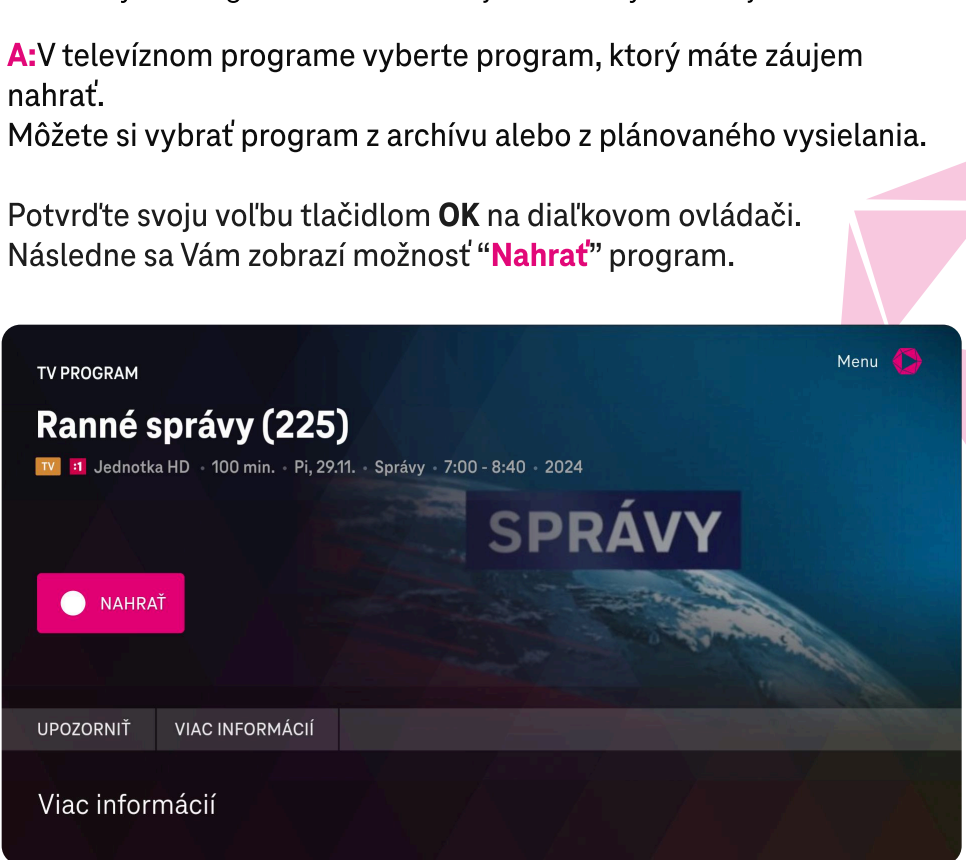 A:V televíznom programe vyberte program, ktorý máte záujem
nahrať.
Môžete si vybrať program z archívu alebo z plánovaného vysielania.
Potvrďte svoju voľbu tlačidlom OK na diaľkovom ovládači.
Následne sa Vám zobrazí možnosť “Nahrať” program.
Menu
TV PROGRAM
Ranné správy (225)
TV :1 Jednotka HD • 100 min. • Pi, 29.11. • Správy • 7:00 - 8:40 • 2024
SPRÁVY
NAHRAŤ
UPOZORNIŤ VIAC INFORMÁCIÍ
Viac informácií